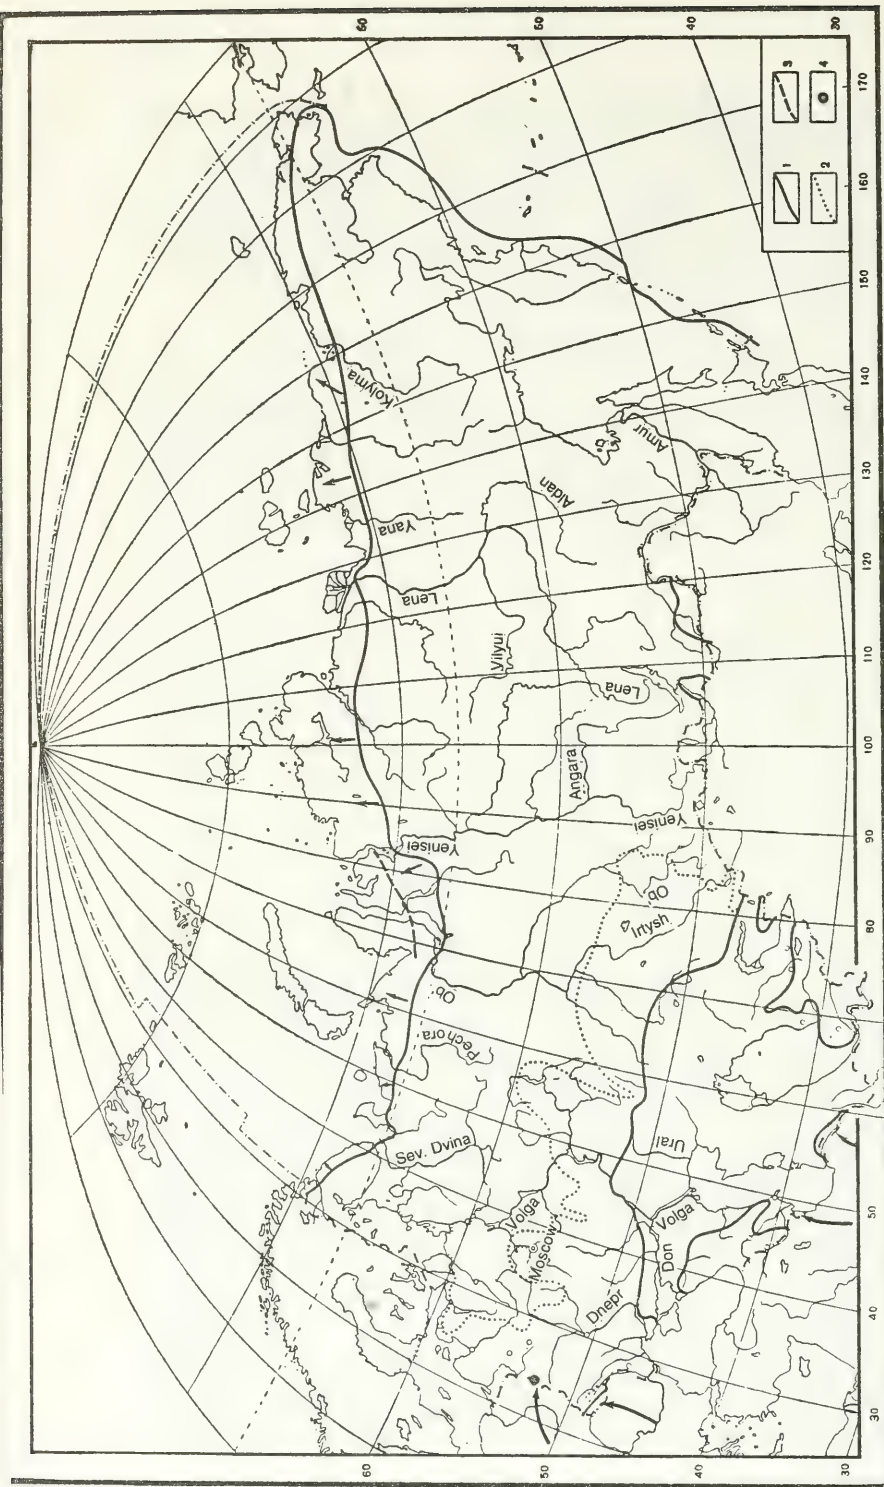 60
50
40
30
170
160
150
140
130
120
110
100
90
80
50
40
30
60
50
40
3
4
1
2
Kolyma
Yana
Lena
Aldan
Amur
Vilyui
Lena
Angara
Yenisei
Yenisei
Ob
Irtysh
Ob
Pechora
Sev. Dvina
Ural
Volga
Moscow
Volga
Don
Dnepr